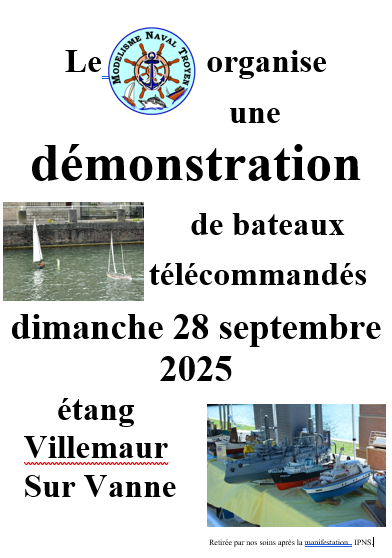 Le
MODELISME NAVAL TROYEN
organise
une
démonstration
de bateaux
télécommandés
dimanche 28 septembre
2025
étang
Villemaur
Sur Vanne
Retirée par nos soins après la manifestation. IPNS.